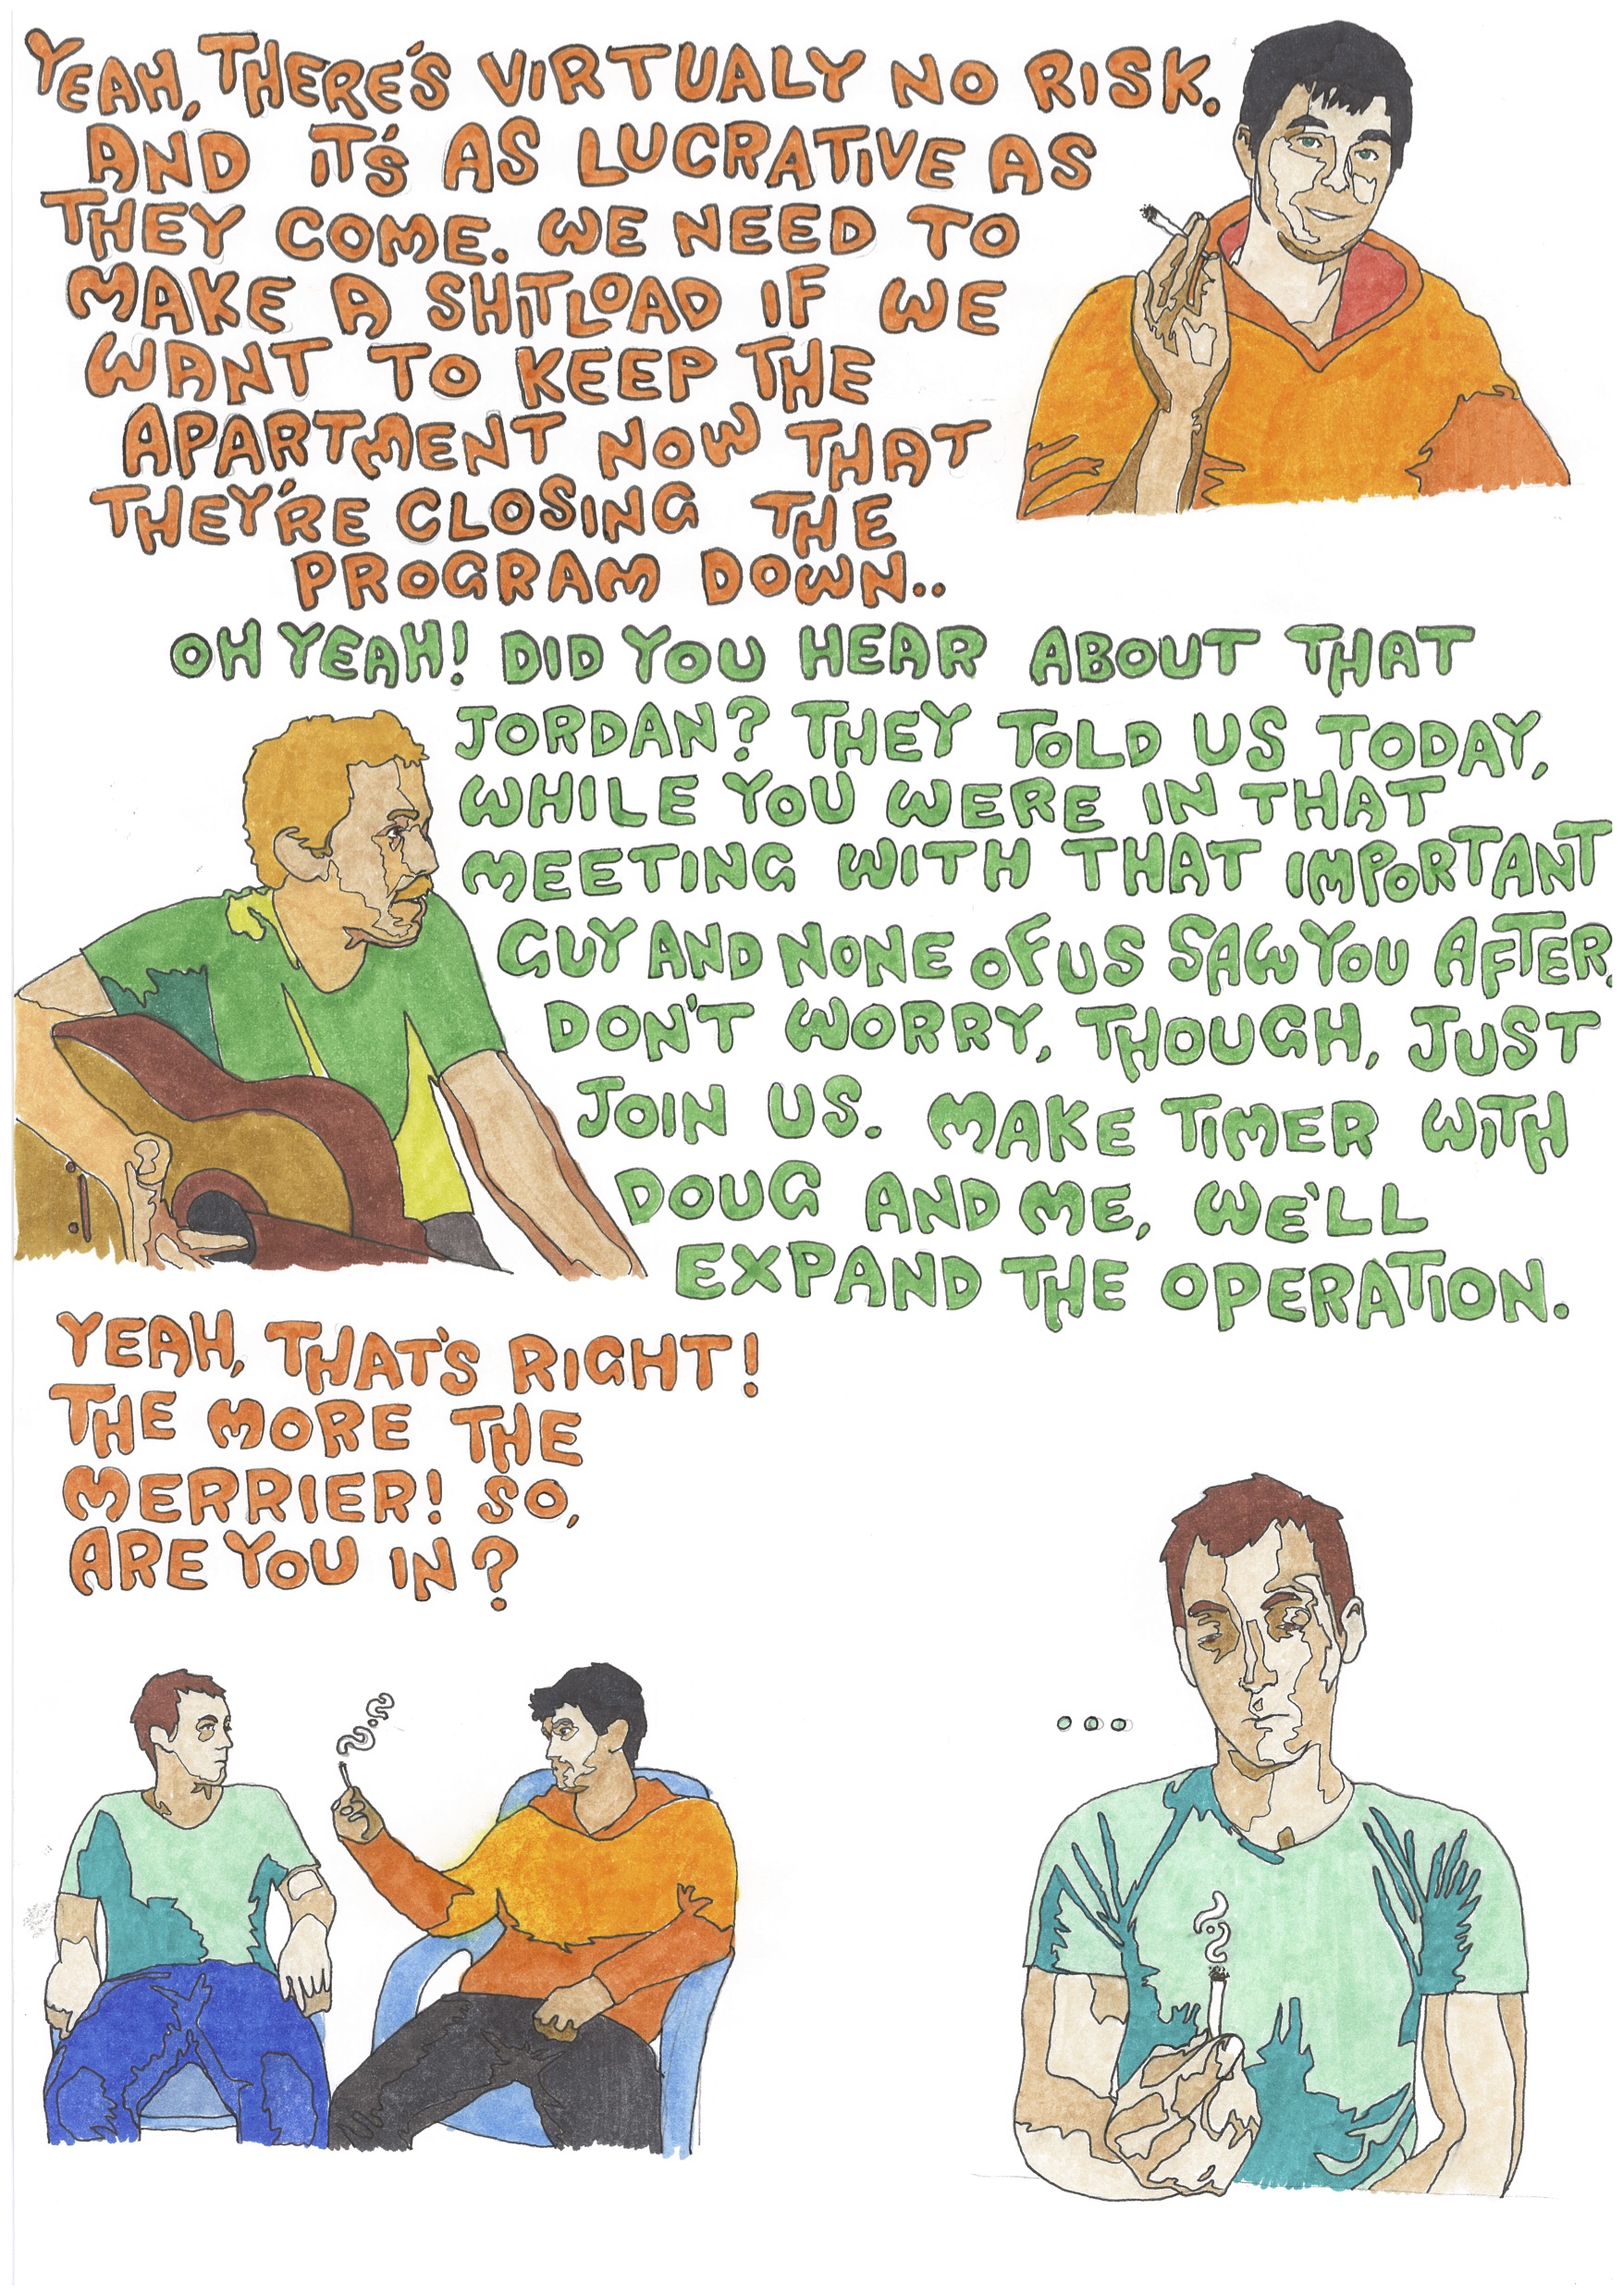 YEAH, THERE'S VIRTUALY NO RISK.
AND IT'S AS LUCRATIVE AS
THEY COME. WE NEED TO
MAKE A SHITLOAD IF WE
WANT TO KEEP THE
APARTMENT NOW THAT
THEY'RE CLOSING THE
PROGRAM DOWN..
OH YEAH! DID YOU HEAR ABOUT THAT
JORDAN? THEY TOLD US TODAY,
WHILE YOU WERE IN THAT
MEETING WITH THAT IMPORTANT
GUY AND NONE OF US SAW YOU AFTER.
DON'T WORRY, THOUGH, JUST
JOIN US. MAKE TIMER WITH
DOUG AND ME, WE'LL
EXPAND THE OPERATION.
YEAH, THAT'S RIGHT!
THE MORE THE
MERRIER! SO,
ARE YOU IN?
...